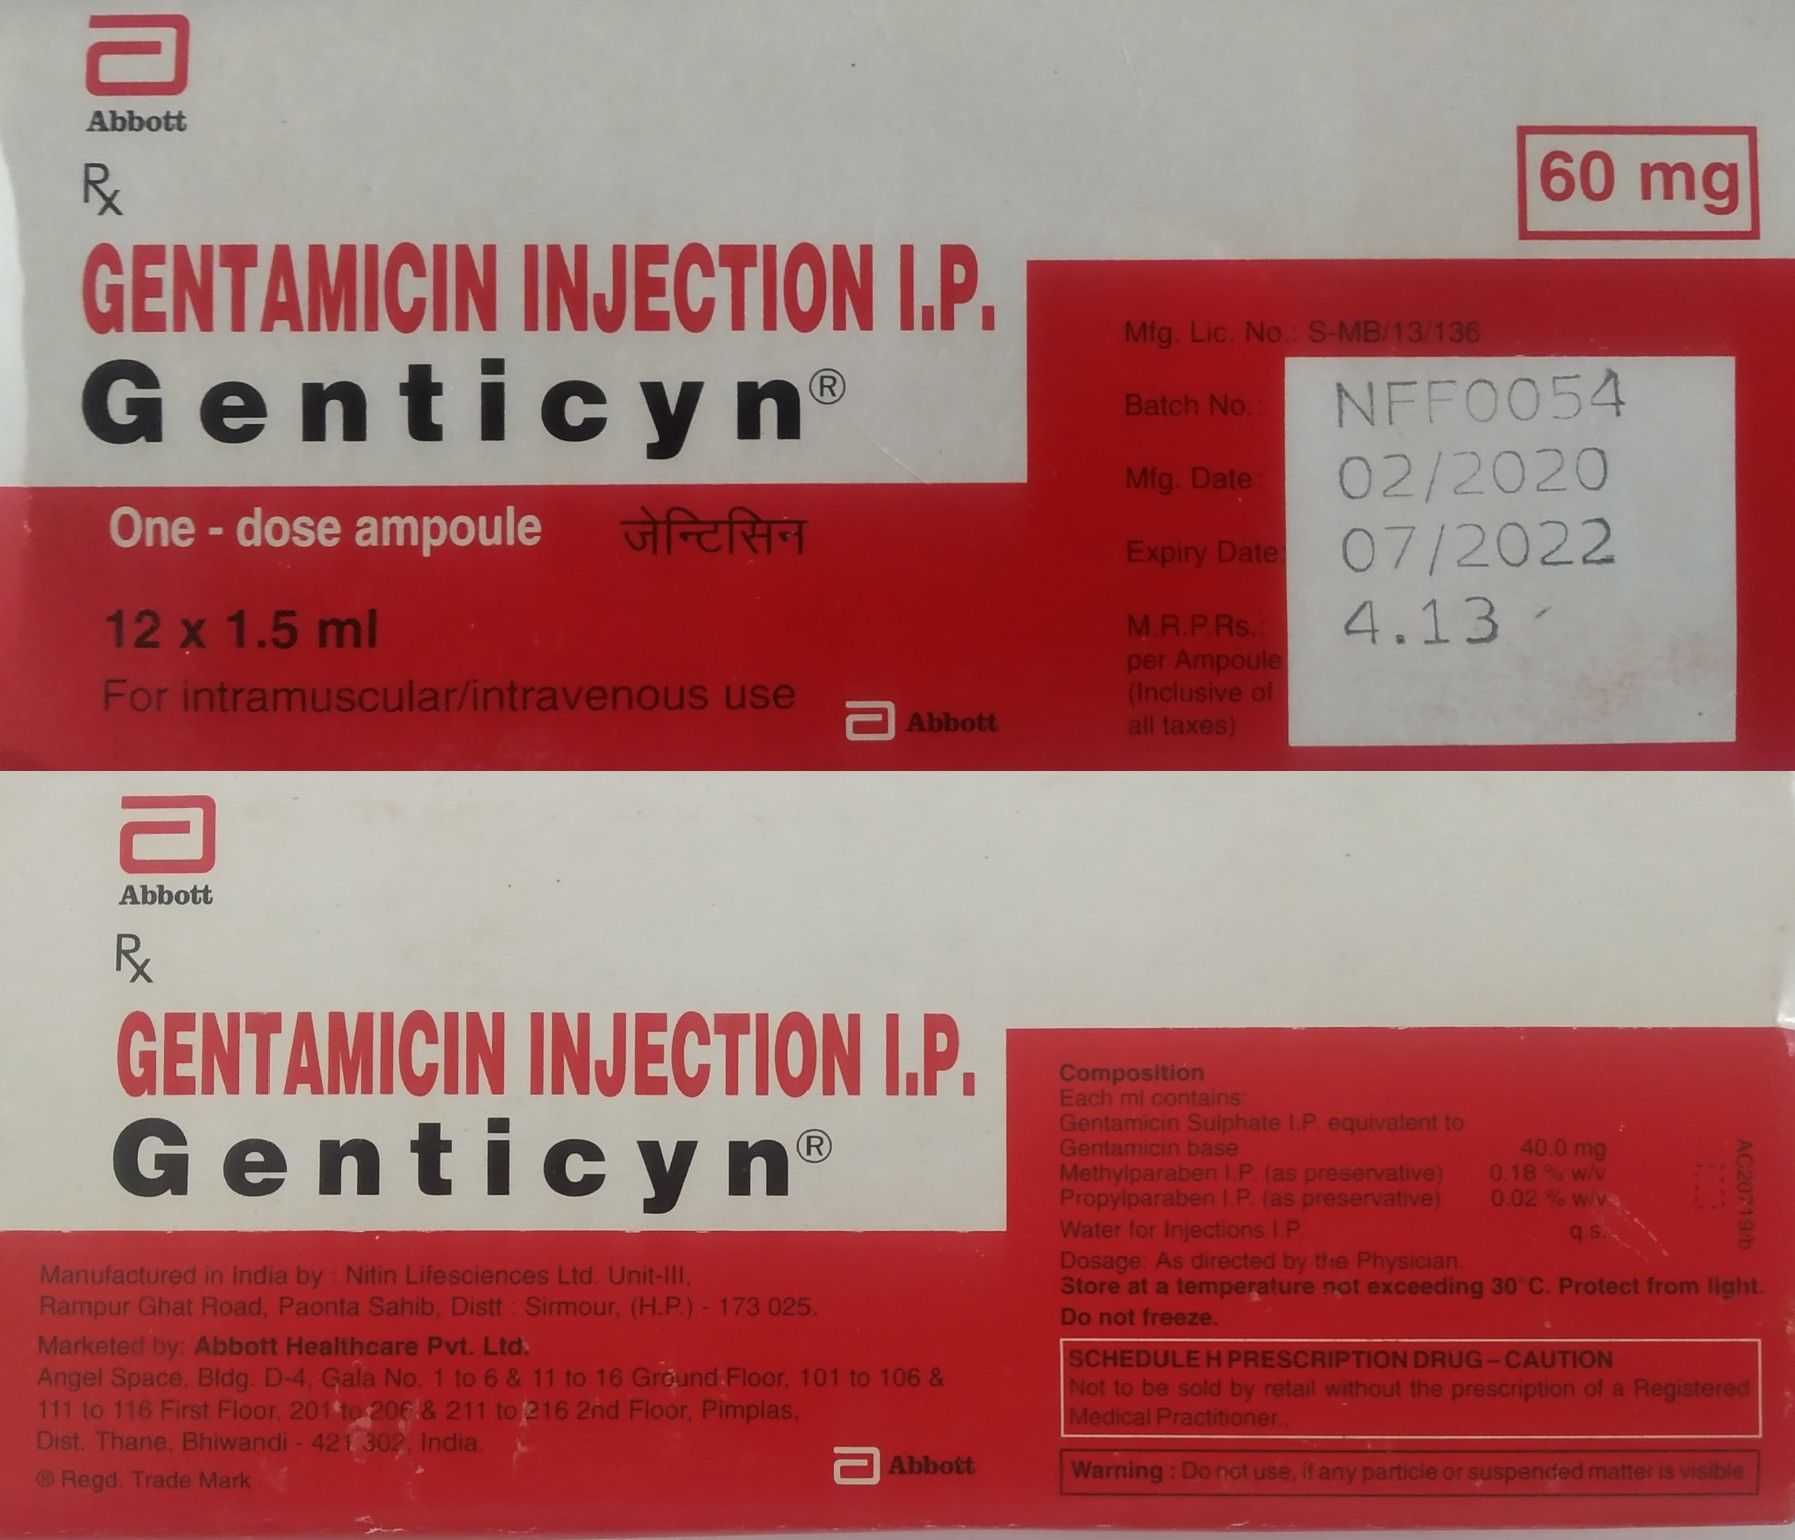 Abbott
Rx
60 mg
GENTAMICIN INJECTION I.P.
Genticyn®
One - dose ampoule जेन्टिसिन
12 x 1.5 ml
For intramuscular/intravenous use
Abbott
Mfg. Lic. No.: S-MB/13/136
Batch No.: NFF0054
Mfg. Date: 02/2020
Expiry Date: 07/2022
M.R.P.Rs.: 4.13
per Ampoule
(Inclusive of
all taxes)
Abbott
Rx
GENTAMICIN INJECTION I.P.
Genticyn®
Manufactured in India by : Nitin Lifesciences Ltd. Unit-III,
Rampur Ghat Road, Paonta Sahib, Distt : Sirmour, (H.P.) - 173 025.
Marketed by: Abbott Healthcare Pvt. Ltd.
Angel Space, Bldg. D-4, Gala No. 1 to 6 & 11 to 16 Ground Floor, 101 to 106 &
111 to 116 First Floor, 201 to 206 & 211 to 216 2nd Floor, Pimplas,
Dist. Thane, Bhiwandi - 421 302, India.
® Regd. Trade Mark
Abbott
Composition
Each ml contains:
Gentamicin Sulphate I.P. equivalent to
Gentamicin base 40.0 mg
Methylparaben I.P. (as preservative) 0.18 % w/v
Propylparaben I.P. (as preservative) 0.02 % w/v
Water for Injections I.P. q.s.
Dosage: As directed by the Physician.
Store at a temperature not exceeding 30°C. Protect from light.
Do not freeze.
SCHEDULE H PRESCRIPTION DRUG – CAUTION
Not to be sold by retail without the prescription of a Registered
Medical Practitioner.,
Warning : Do not use, if any particle or suspended matter is visible.
AC20719/b